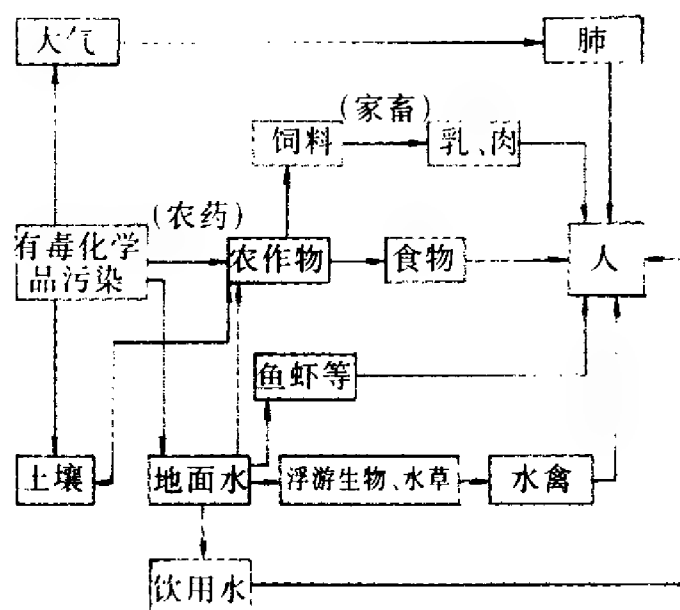 大气
肺
(家畜)
饲料
乳、肉
(农药)
有毒化学
品污染
农作物
食物
人
鱼虾等
土壤
地面水
浮游生物、水草
水禽
饮用水